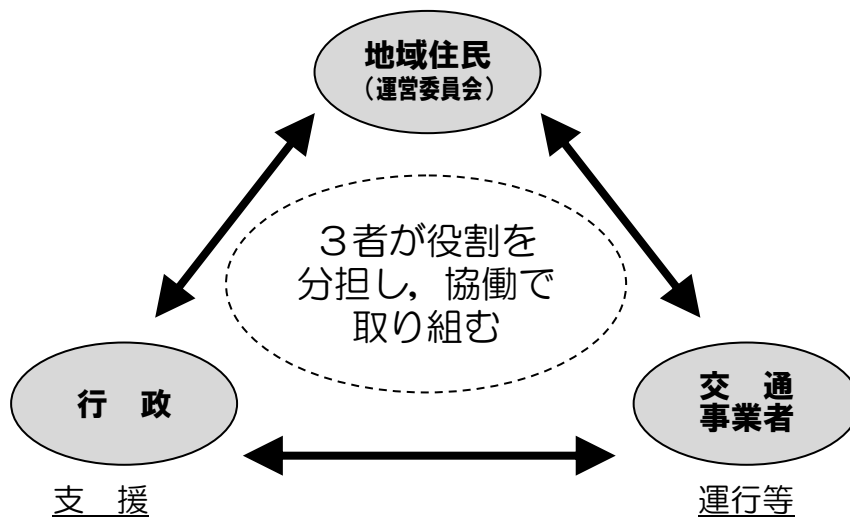 地域住民
（運営委員会）
３者が役割を
分担し，協働で
取り組む
行　政
交　通
事業者
支　援
運行等